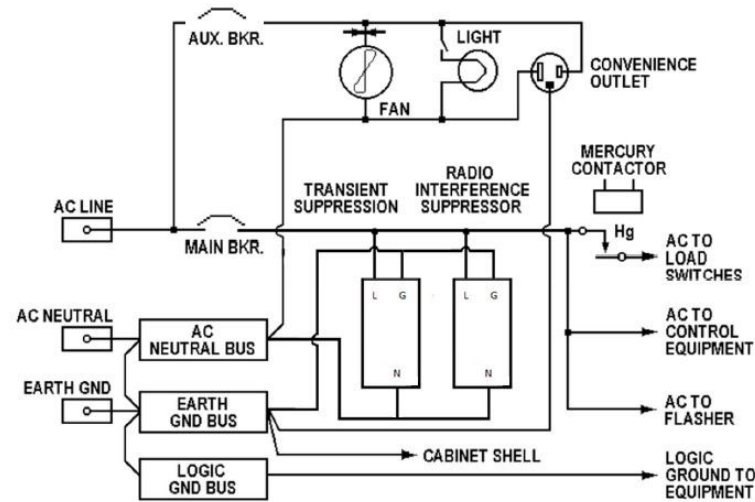 AUX. BKR.
LIGHT
CONVENIENCE
OUTLET
FAN
MERCURY
CONTACTOR
TRANSIENT
SUPPRESSION
RADIO
INTERFERENCE
SUPPRESSOR
AC LINE
MAIN BKR.
Hg
AC TO
LOAD
SWITCHES
L G
L G
AC NEUTRAL
AC
NEUTRAL BUS
AC TO
CONTROL
EQUIPMENT
N
N
EARTH GND
EARTH
GND BUS
AC TO
FLASHER
CABINET SHELL
LOGIC
GND BUS
LOGIC
GROUND TO
EQUIPMENT